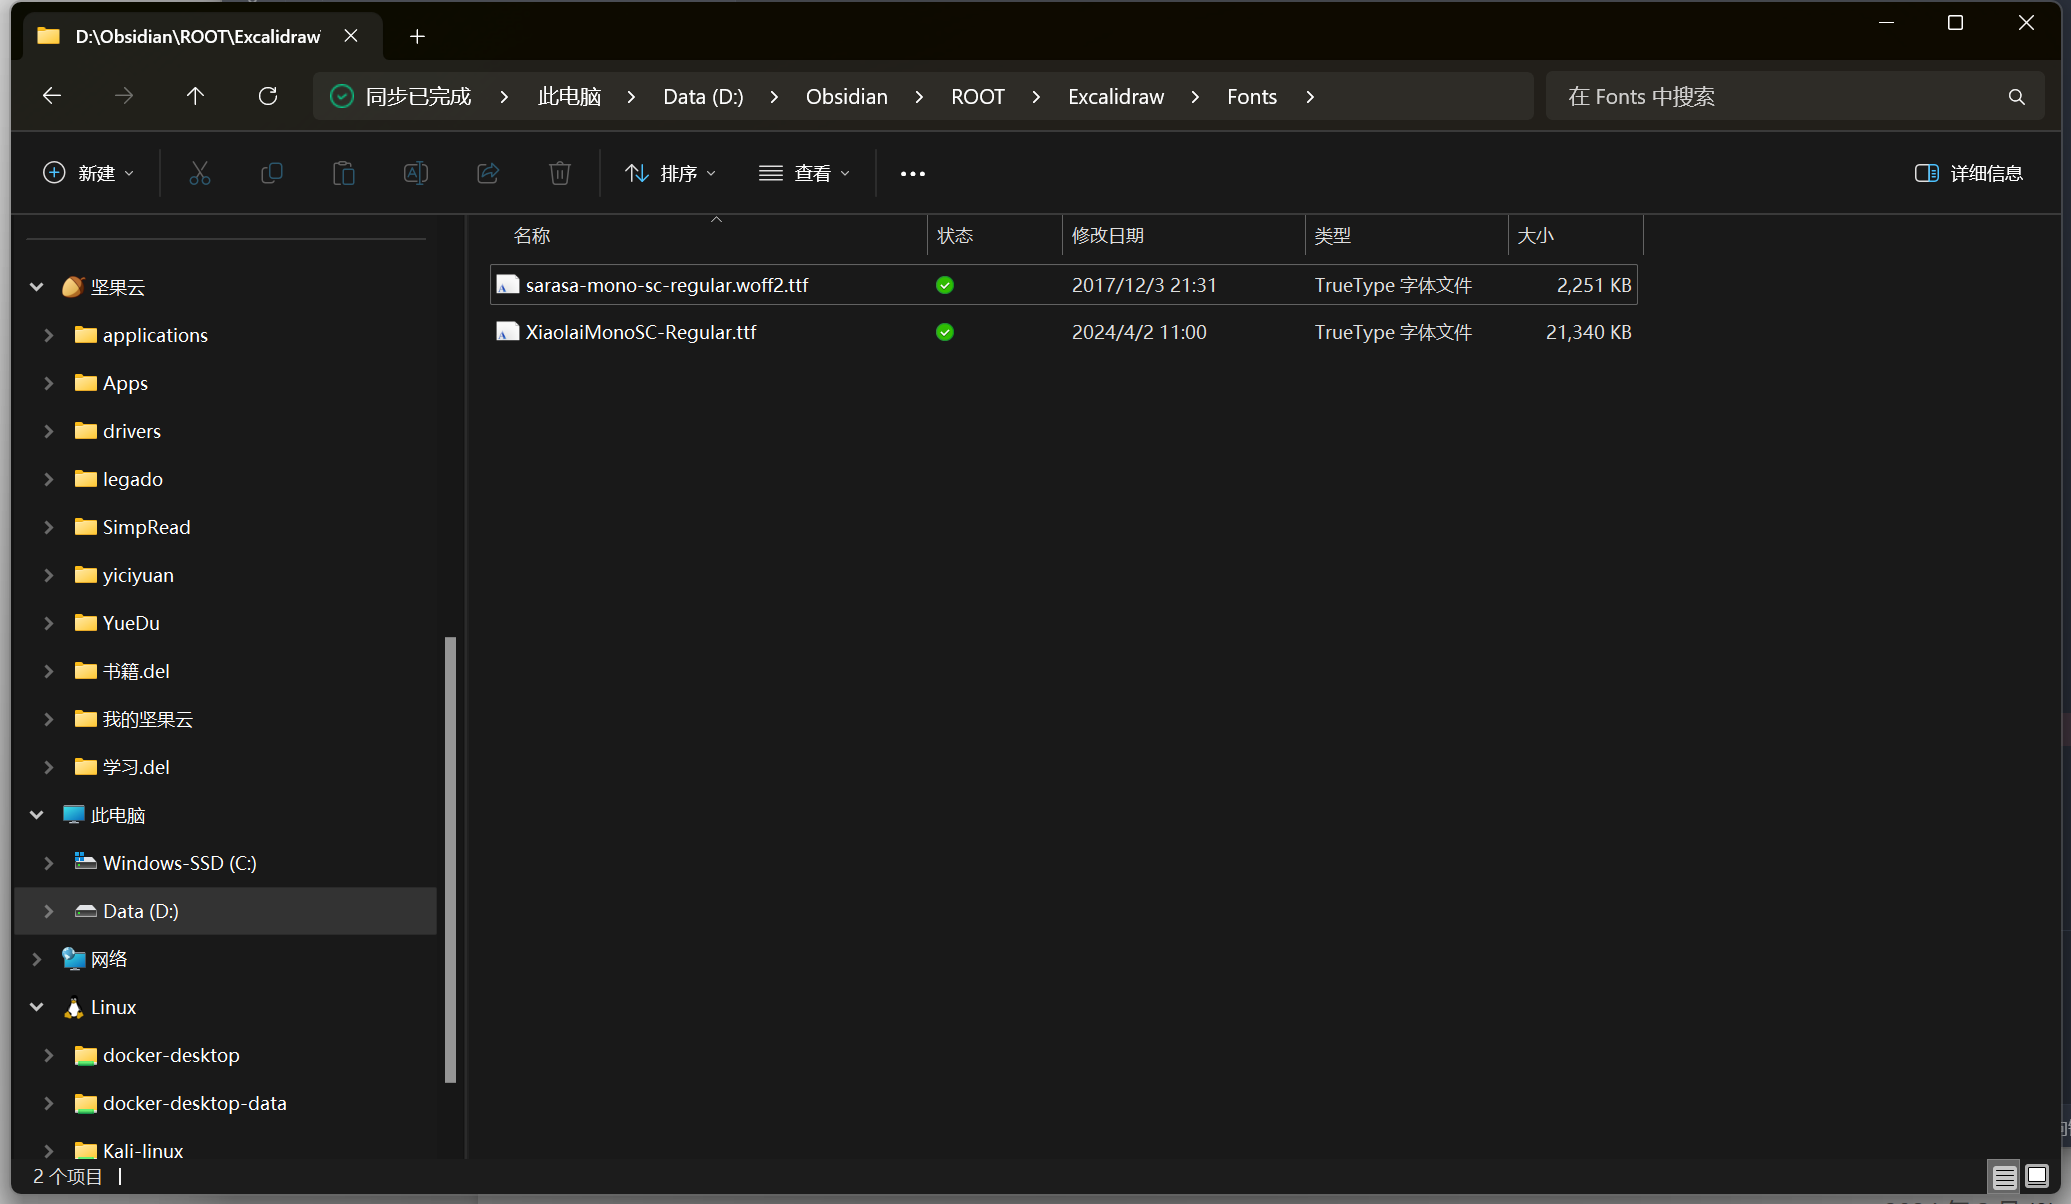 D:\Obsidian\ROOT\Excalidraw
同步已完成 此电脑 Data (D:) Obsidian ROOT Excalidraw Fonts
在 Fonts 中搜索
新建 排序 查看 详细信息
名称 状态 修改日期 类型 大小
sarasa-mono-sc-regular.woff2.ttf 2017/12/3 21:31 TrueType 字体文件 2,251 KB
XiaolaiMonoSC-Regular.ttf 2024/4/2 11:00 TrueType 字体文件 21,340 KB
坚果云
applications
Apps
drivers
legado
SimpRead
yiciyuan
YueDu
书籍.del
我的坚果云
学习.del
此电脑
Windows-SSD (C:)
Data (D:)
网络
Linux
docker-desktop
docker-desktop-data
Kali-linux
2 个项目